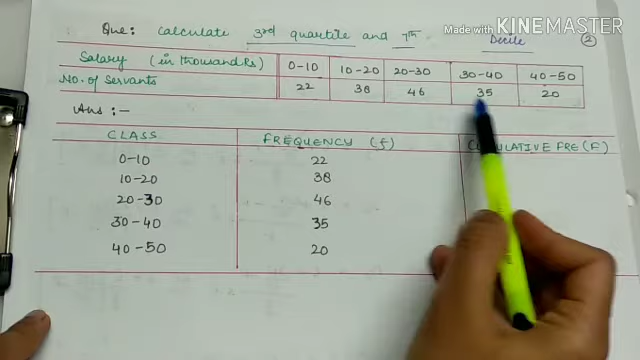 Made with KINEMASTER
Que: Calculate 3rd quartile and 7th Decile
2
Salary (in thousand Rs) 0-10 10-20 20-30 30-40 40-50
No. of Servants 22 38 46 35 20
Ans :-
CLASS FREQUENCY (f) CUMULATIVE FRE (F)
0-10 22
10-20 38
20-30 46
30-40 35
40-50 20